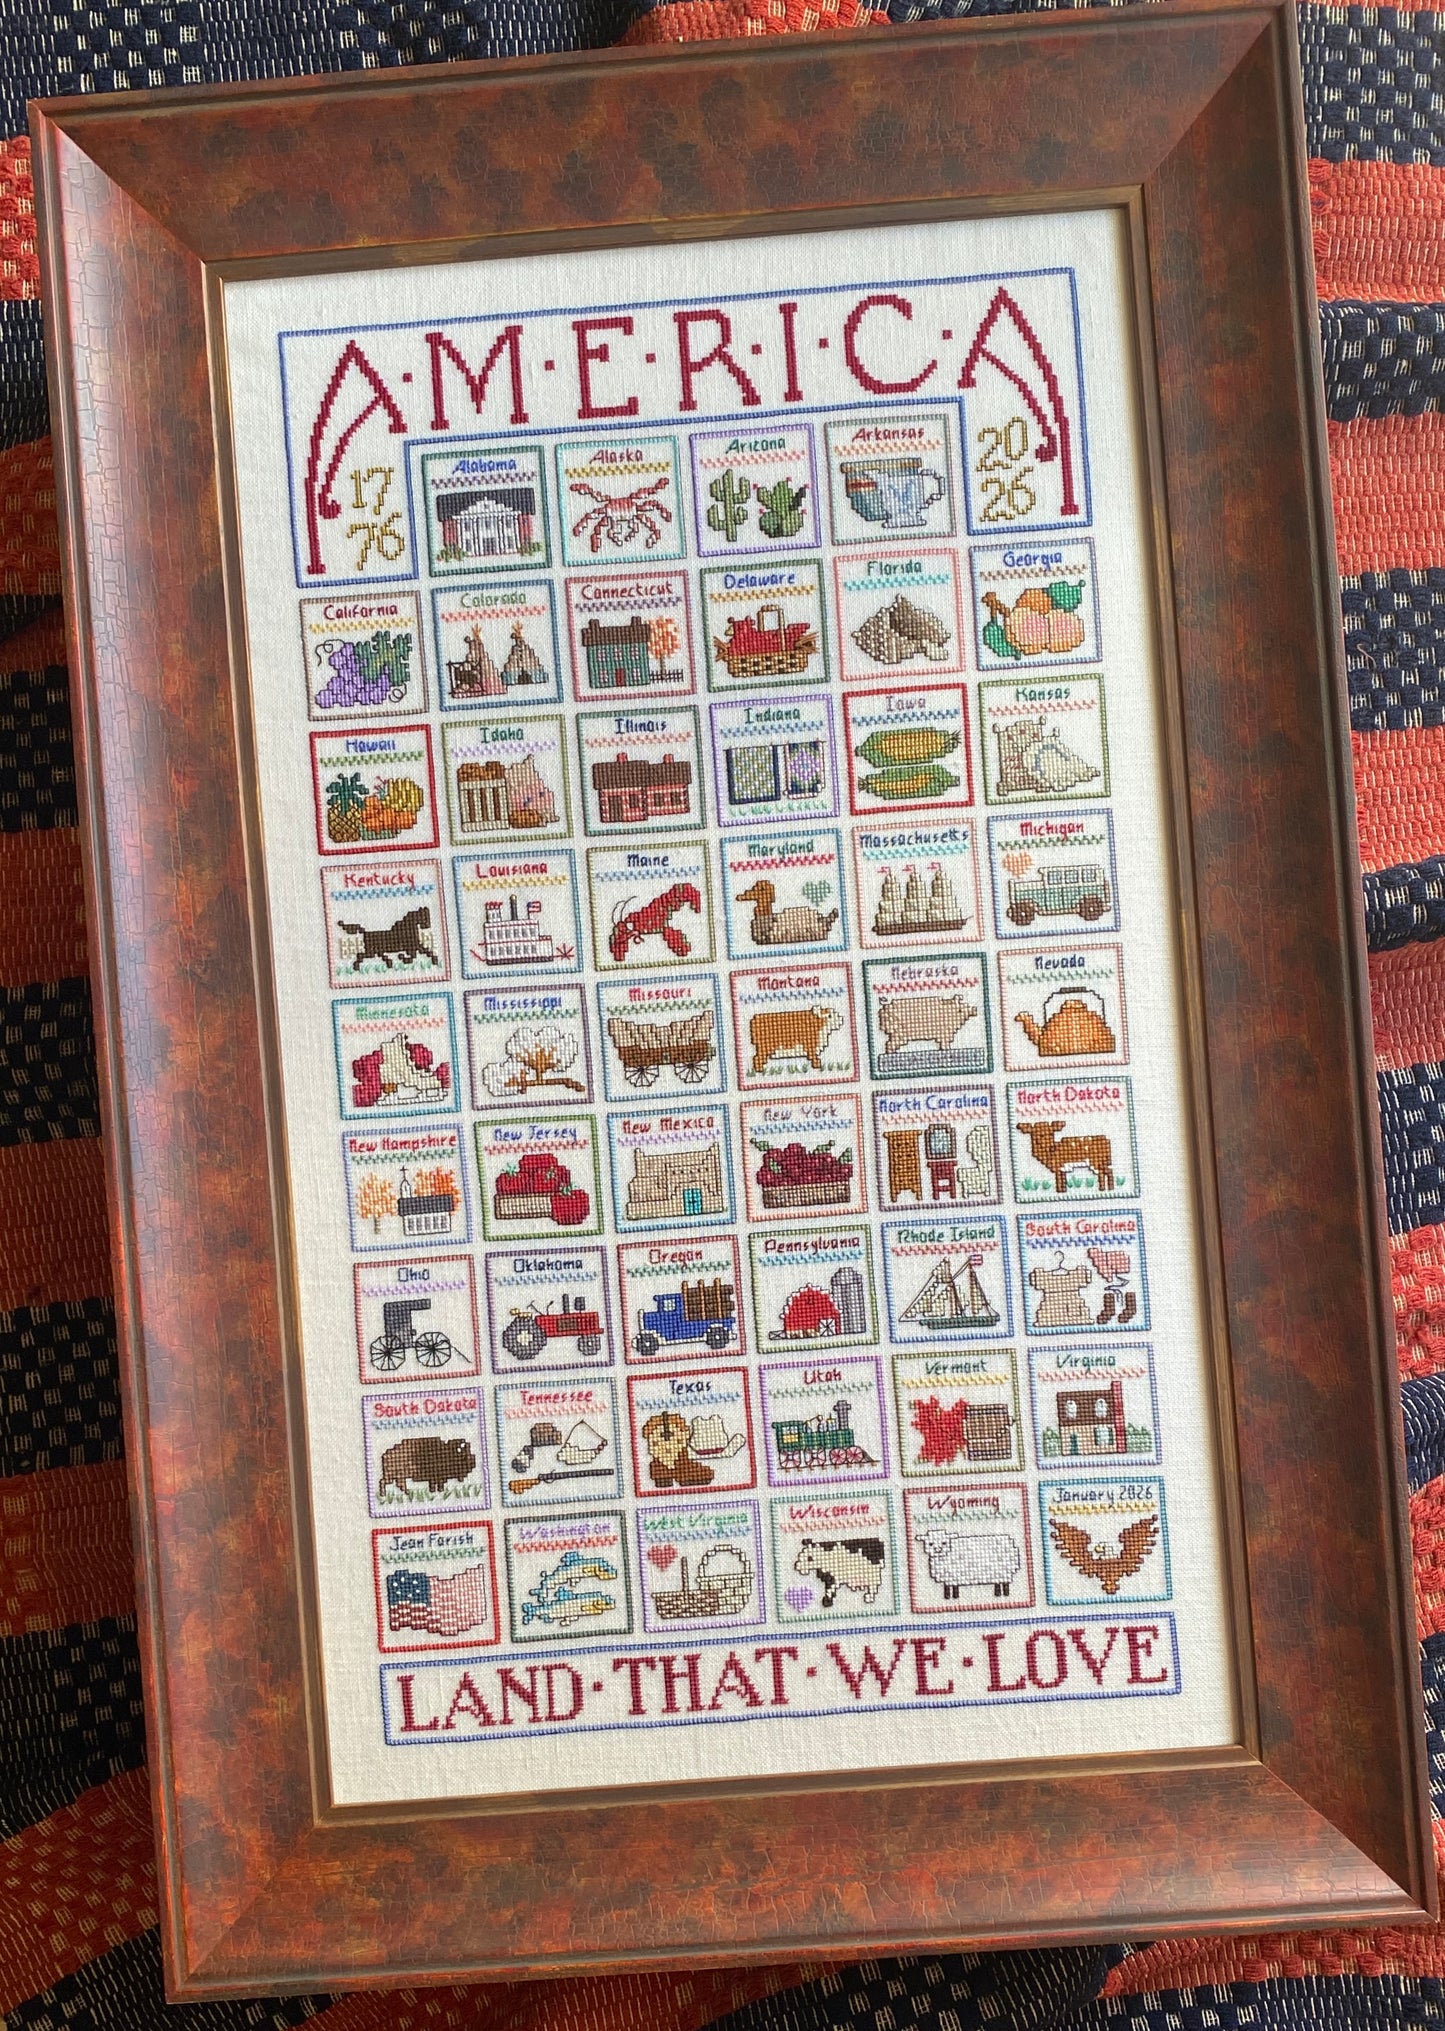 A·M·E·R·I·C·A
17
76
20
26
Alabama
Alaska
Arizona
Arkansas
California
Colorado
Connecticut
Delaware
Florida
Georgia
Hawaii
Idaho
Illinois
Indiana
Iowa
Kansas
Kentucky
Louisiana
Maine
Maryland
Massachusetts
Michigan
Minnesota
Mississippi
Missouri
Montana
Nebraska
Nevada
New Hampshire
New Jersey
New Mexico
New York
North Carolina
North Dakota
Ohio
Oklahoma
Oregon
Pennsylvania
Rhode Island
South Carolina
South Dakota
Tennessee
Texas
Utah
Vermont
Virginia
Jean Farish
Washington
West Virginia
Wisconsin
Wyoming
January 2026
LAND·THAT·WE·LOVE